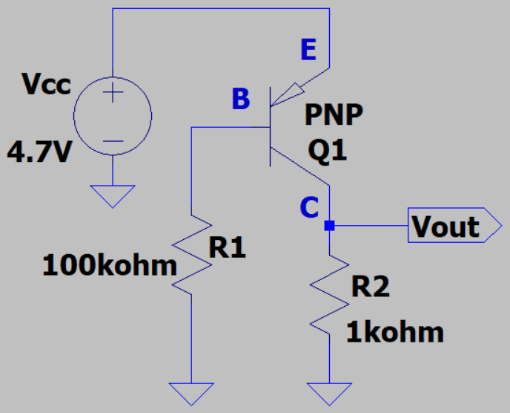 E
Vcc
B
PNP
4.7V
Q1
C
Vout
R1
100kohm
R2
1kohm